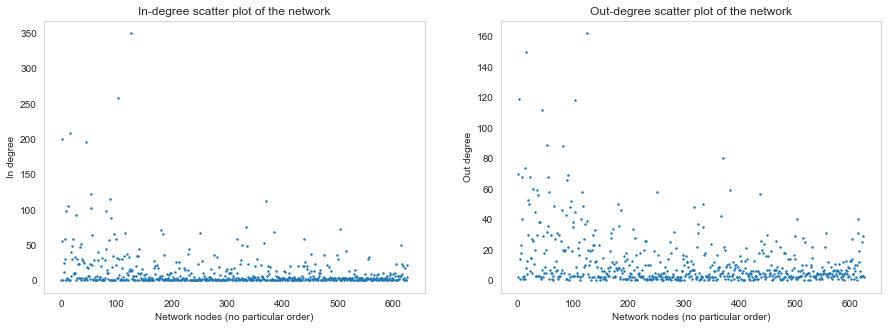 In-degree scatter plot of the network
In degree
350
300
250
200
150
100
50
0
0 100 200 300 400 500 600
Network nodes (no particular order)
Out-degree scatter plot of the network
Out degree
160
140
120
100
80
60
40
20
0
0 100 200 300 400 500 600
Network nodes (no particular order)